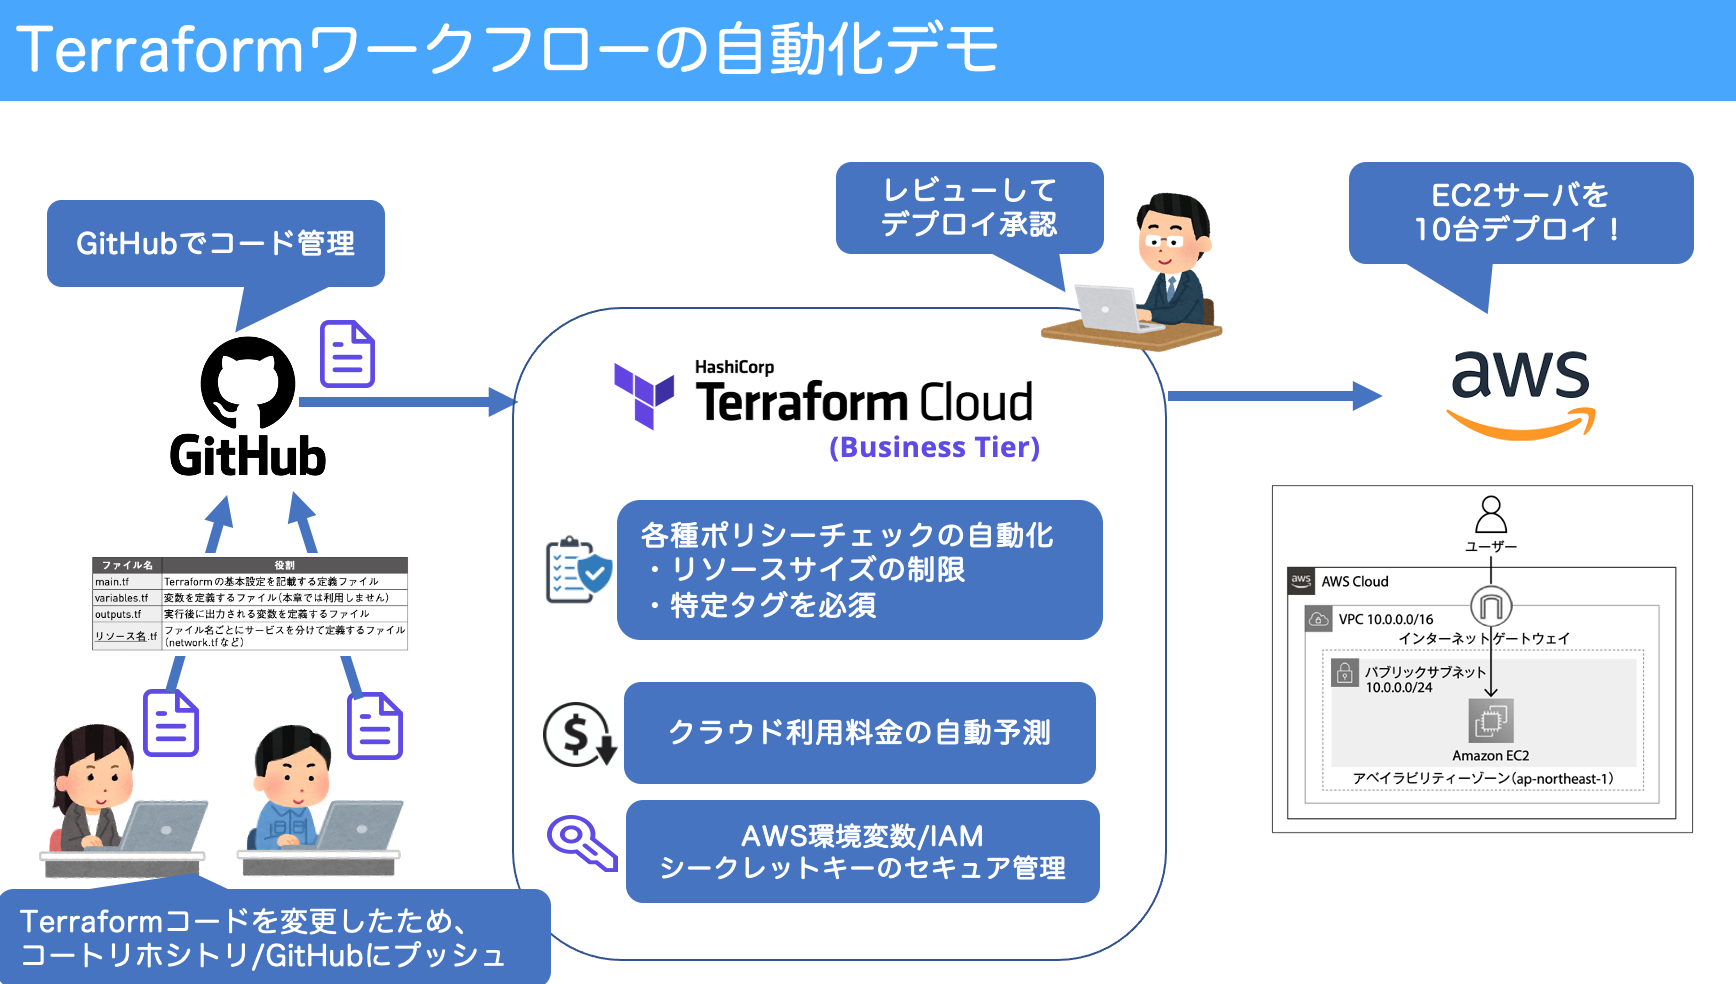 Terraformワークフローの自動化デモ
GitHubでコード管理
レビューして
デプロイ承認
EC2サーバを
10台デプロイ！
GitHub
HashiCorp
Terraform Cloud
(Business Tier)
aws
ファイル名 役割
main.tf Terraformの基本設定を記載する定義ファイル
variables.tf 変数を定義するファイル（本章では利用しません）
outputs.tf 実行後に出力される変数を定義するファイル
リソース名.tf ファイル名ごとにサービスを分けて定義するファイル
（network.tfなど）
各種ポリシーチェックの自動化
・リソースサイズの制限
・特定タグを必須
$
クラウド利用料金の自動予測
AWS環境変数/IAM
シークレットキーのセキュア管理
Terraformコードを変更したため、
コートリホシトリ/GitHubにプッシュ
ユーザー
aws
AWS Cloud
VPC 10.0.0.0/16
インターネットゲートウェイ
パブリックサブネット
10.0.0.0/24
Amazon EC2
アベイラビリティーゾーン（ap-northeast-1）